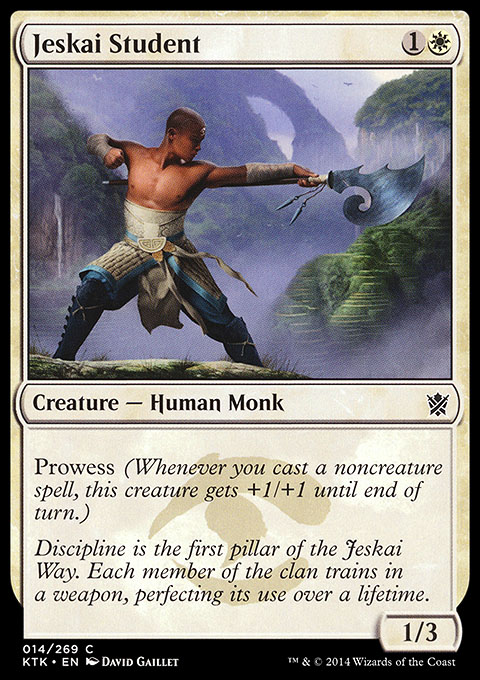 Jeskai Student 1
Creature — Human Monk
Prowess (Whenever you cast a noncreature
spell, this creature gets +1/+1 until end of
turn.)
Discipline is the first pillar of the Jeskai
Way. Each member of the clan trains in
a weapon, perfecting its use over a lifetime.
1/3
014/269 C
KTK • EN DAVID GAILLET
™ & © 2014 Wizards of the Coast